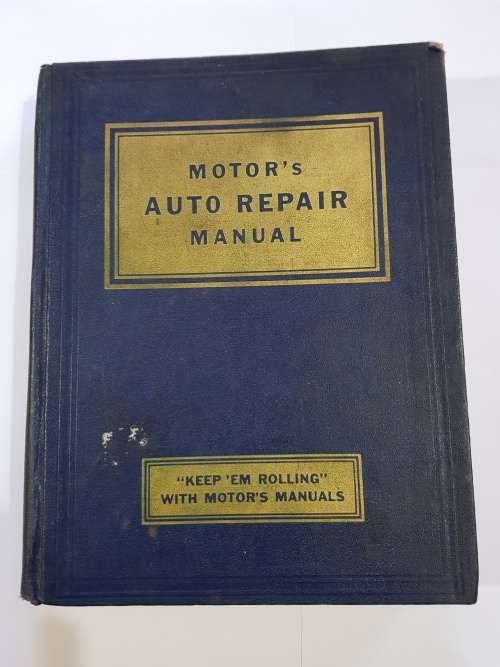 MOTOR's
AUTO REPAIR
MANUAL
"KEEP 'EM ROLLING"
WITH MOTOR'S MANUALS